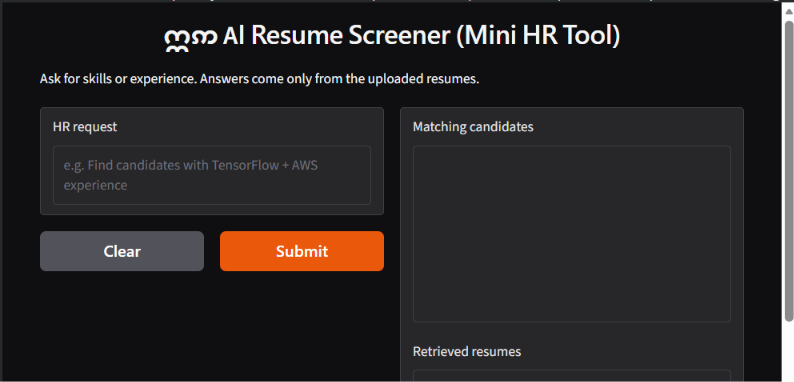 AI Resume Screener (Mini HR Tool)
Ask for skills or experience. Answers come only from the uploaded resumes.
HR request
e.g. Find candidates with TensorFlow + AWS
experience
Clear
Submit
Matching candidates
Retrieved resumes